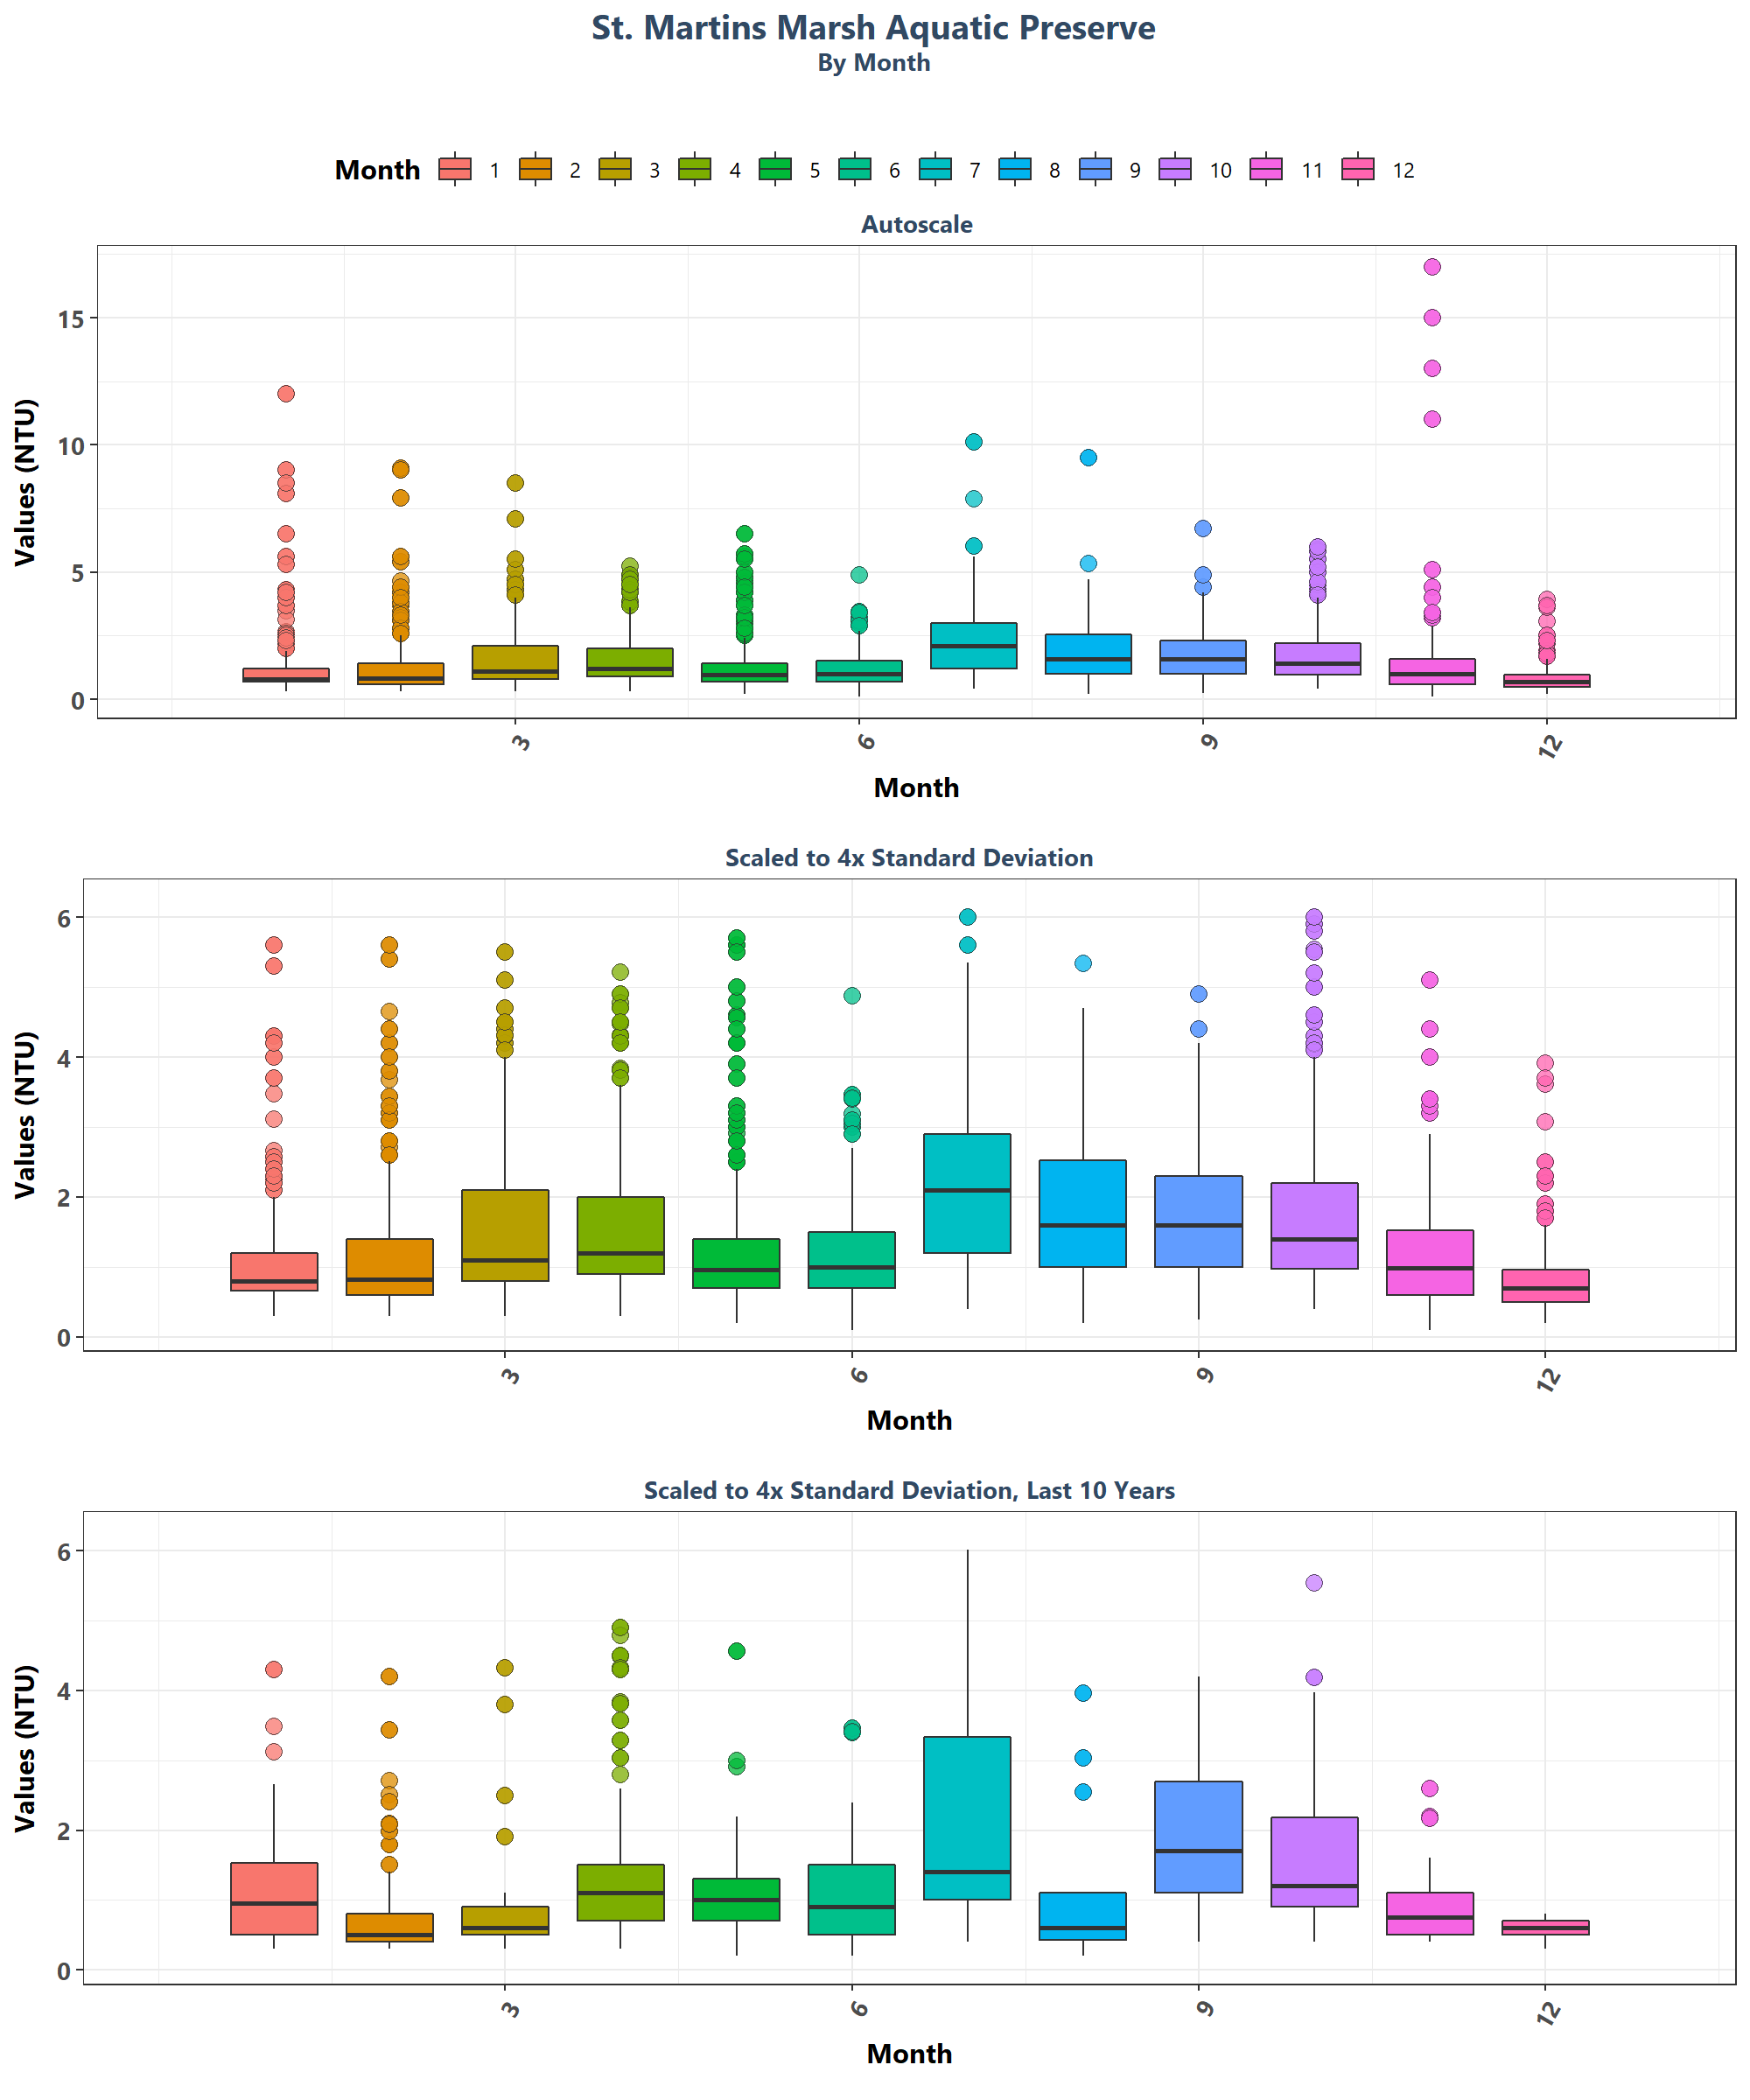 St. Martins Marsh Aquatic Preserve
By Month
Month 1 2 3 4 5 6 7 8 9 10 11 12
Autoscale
Values (NTU)
15
10
5
0
3 6 9 12
Month
Scaled to 4x Standard Deviation
Values (NTU)
6
4
2
0
3 6 9 12
Month
Scaled to 4x Standard Deviation, Last 10 Years
Values (NTU)
6
4
2
0
3 6 9 12
Month